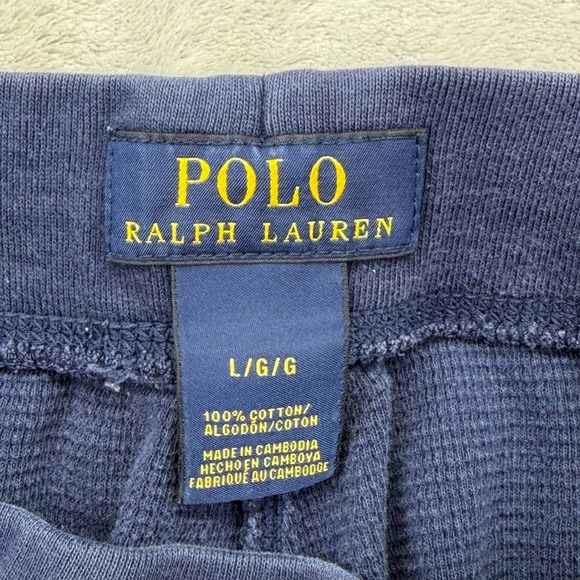 POLO
RALPH LAUREN
L/G/G
100% COTTON/
ALGODÓN/COTON
MADE IN CAMBODIA
HECHO EN CAMBOYA
FABRIQUÉ AU CAMBODGE